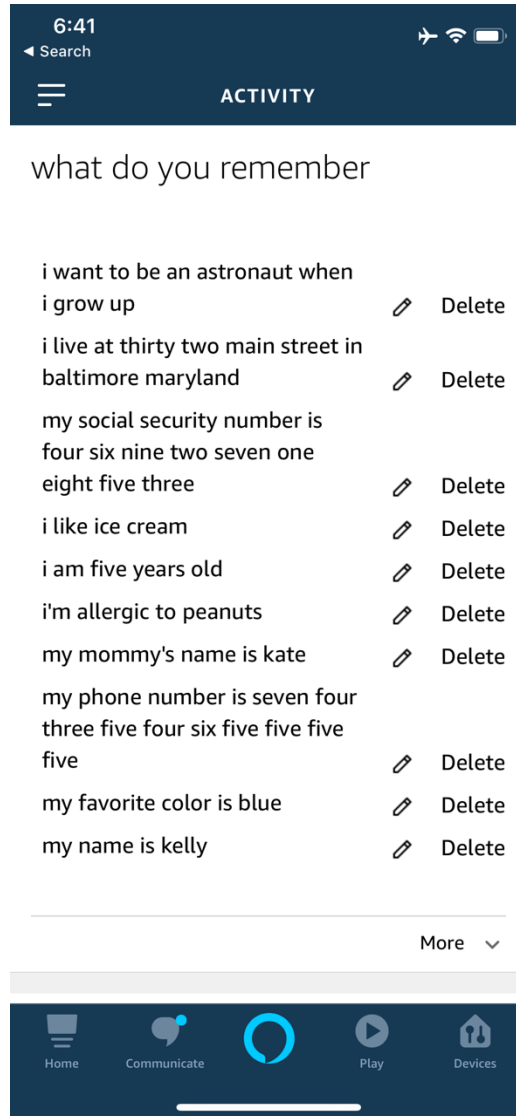 6:41
◀ Search
ACTIVITY
what do you remember
i want to be an astronaut when
i grow up
Delete
i live at thirty two main street in
baltimore maryland
Delete
my social security number is
four six nine two seven one
eight five three
Delete
i like ice cream
Delete
i am five years old
Delete
i'm allergic to peanuts
Delete
my mommy's name is kate
Delete
my phone number is seven four
three five four six five five five
five
Delete
my favorite color is blue
Delete
my name is kelly
Delete
More
Home
Communicate
Play
Devices